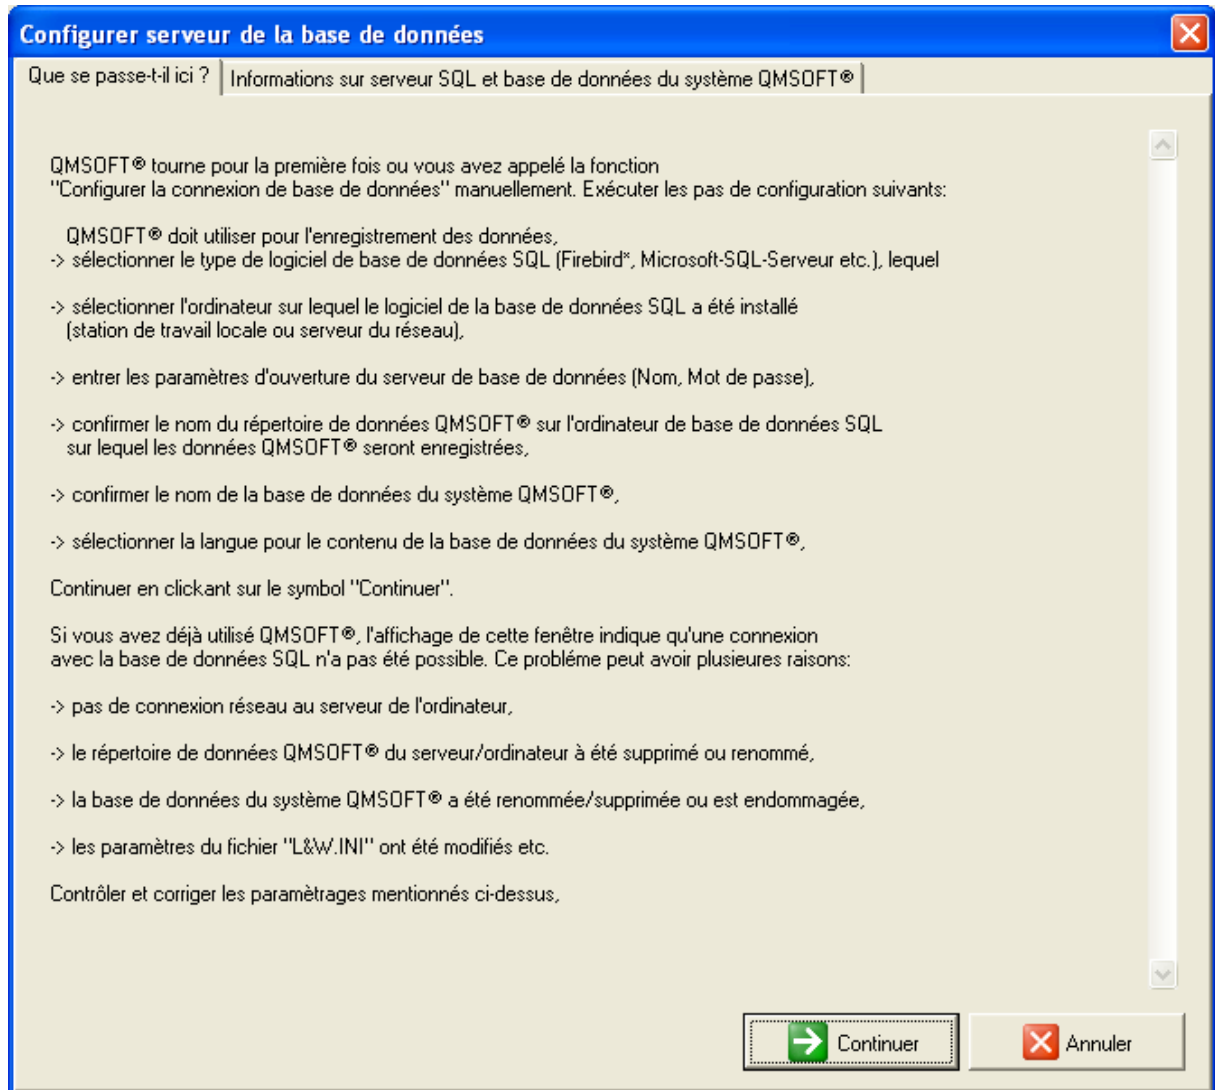 Configurer serveur de la base de données
Que se passe-t-il ici ?
Informations sur serveur SQL et base de données du système QMSOFT®
QMSOFT® tourne pour la première fois ou vous avez appelé la fonction
"Configurer la connexion de base de données" manuellement. Exécuter les pas de configuration suivants:
QMSOFT® doit utiliser pour l'enregistrement des données,
-> sélectionner le type de logiciel de base de données SQL (Firebird*, Microsoft-SQL-Serveur etc.), lequel
-> sélectionner l'ordinateur sur lequel le logiciel de la base de données SQL a été installé
(station de travail locale ou serveur du réseau),
-> entrer les paramètres d'ouverture du serveur de base de données (Nom, Mot de passe),
-> confirmer le nom du répertoire de données QMSOFT® sur l'ordinateur de base de données SQL
sur lequel les données QMSOFT® seront enregistrées,
-> confirmer le nom de la base de données du système QMSOFT®,
-> sélectionner la langue pour le contenu de la base de données du système QMSOFT®,
Continuer en clickant sur le symbol "Continuer".
Si vous avez déjà utilisé QMSOFT®, l'affichage de cette fenêtre indique qu'une connexion
avec la base de données SQL n'a pas été possible. Ce probléme peut avoir plusieures raisons:
-> pas de connexion réseau au serveur de l'ordinateur,
-> le répertoire de données QMSOFT® du serveur/ordinateur à été supprimé ou renommé,
-> la base de données du système QMSOFT® a été renommée/supprimée ou est endommagée,
-> les paramètres du fichier "L&W.INI" ont été modifiés etc.
Contrôler et corriger les paramètrages mentionnés ci-dessus,
Continuer
Annuler